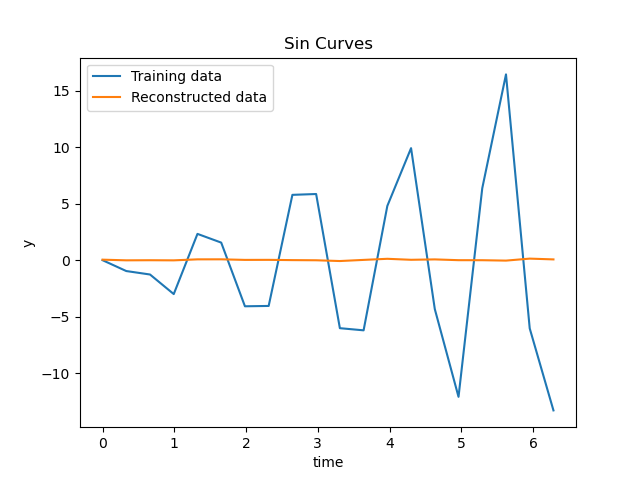 Sin Curves
Training data
Reconstructed data
y
15
10
5
0
−5
−10
0 1 2 3 4 5 6
time